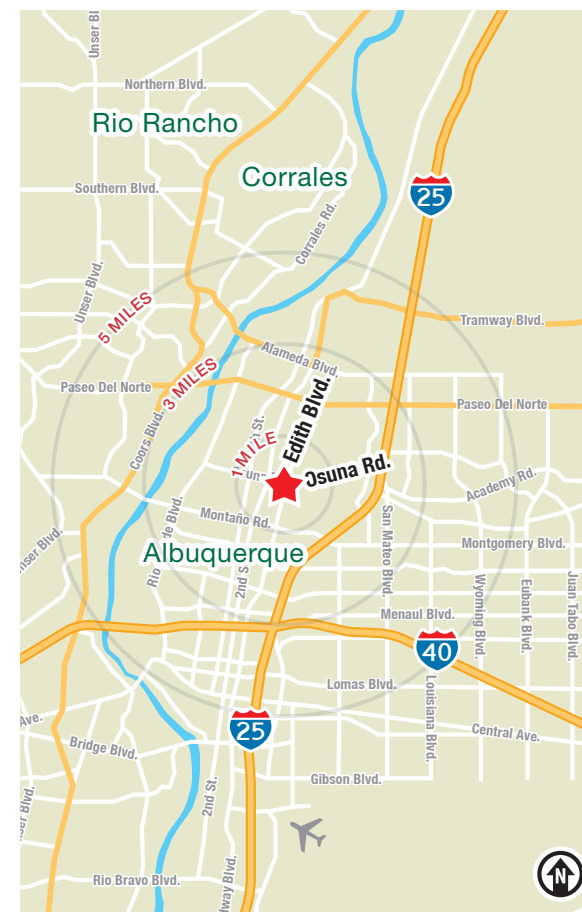 Unser Bl
Northern Blvd.
Rio Rancho
Corrales
25
Southern Blvd.
Corrales Rd.
Unser Blvd.
5 MILES
Tramway Blvd.
Alameda Blvd.
Paseo Del Norte
3 MILES
Paseo Del Norte
Edith Blvd.
Coors Blvd.
1 MILE
Osuna Rd.
Academy Rd.
Montaño Rd.
San Mateo Blvd.
Montgomery Blvd.
Albuquerque
2nd S
Wyoming Blvd.
Eubank Blvd.
Juan Tabo Blvd.
Menaul Blvd.
40
Lomas Blvd.
Louisiana Blvd.
25
Central Ave.
Ave.
Bridge Blvd.
Gibson Blvd.
2nd St.
Rio Bravo Blvd.
N